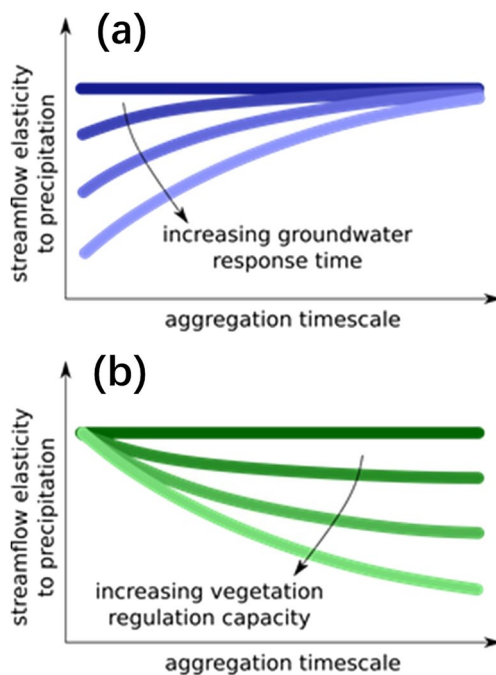 (a)
streamflow elasticity
to precipitation
increasing groundwater
response time
aggregation timescale
(b)
streamflow elasticity
to precipitation
increasing vegetation
regulation capacity
aggregation timescale